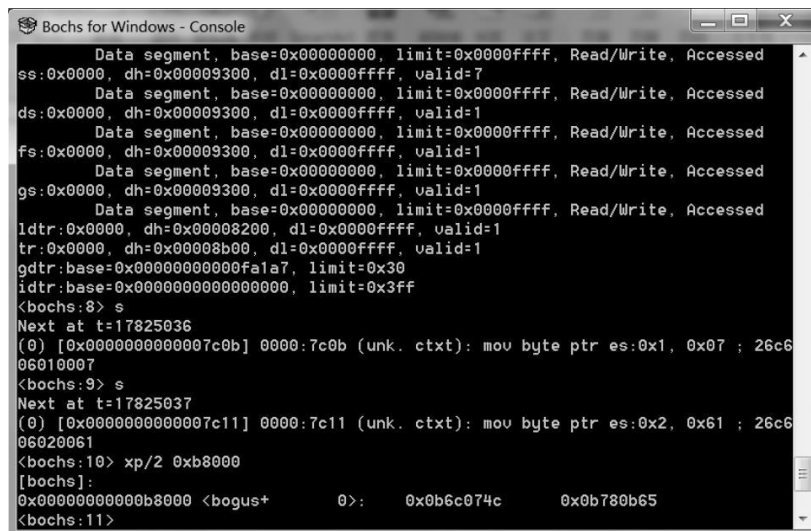 Bochs for Windows - Console
Data segment, base=0x00000000, limit=0x0000ffff, Read/Write, Accessed
ss:0x0000, dh=0x00009300, dl=0x0000ffff, valid=7
Data segment, base=0x00000000, limit=0x0000ffff, Read/Write, Accessed
ds:0x0000, dh=0x00009300, dl=0x0000ffff, valid=1
Data segment, base=0x00000000, limit=0x0000ffff, Read/Write, Accessed
fs:0x0000, dh=0x00009300, dl=0x0000ffff, valid=1
Data segment, base=0x00000000, limit=0x0000ffff, Read/Write, Accessed
gs:0x0000, dh=0x00009300, dl=0x0000ffff, valid=1
Data segment, base=0x00000000, limit=0x0000ffff, Read/Write, Accessed
ldtr:0x0000, dh=0x00008200, dl=0x0000ffff, valid=1
tr:0x0000, dh=0x00008b00, dl=0x0000ffff, valid=1
gdtr:base=0x00000000000fa1a7, limit=0x30
idtr:base=0x0000000000000000, limit=0x3ff
<bochs:8> s
Next at t=17825036
(0) [0x0000000000007c0b] 0000:7c0b (unk. ctxt): mov byte ptr es:0x1, 0x07 ; 26c6
06010007
<bochs:9> s
Next at t=17825037
(0) [0x0000000000007c11] 0000:7c11 (unk. ctxt): mov byte ptr es:0x2, 0x61 ; 26c6
06020061
<bochs:10> xp/2 0xb8000
[bochs]:
0x00000000000b8000 <bogus+       0>:    0x0b6c074c      0x0b780b65
<bochs:11>